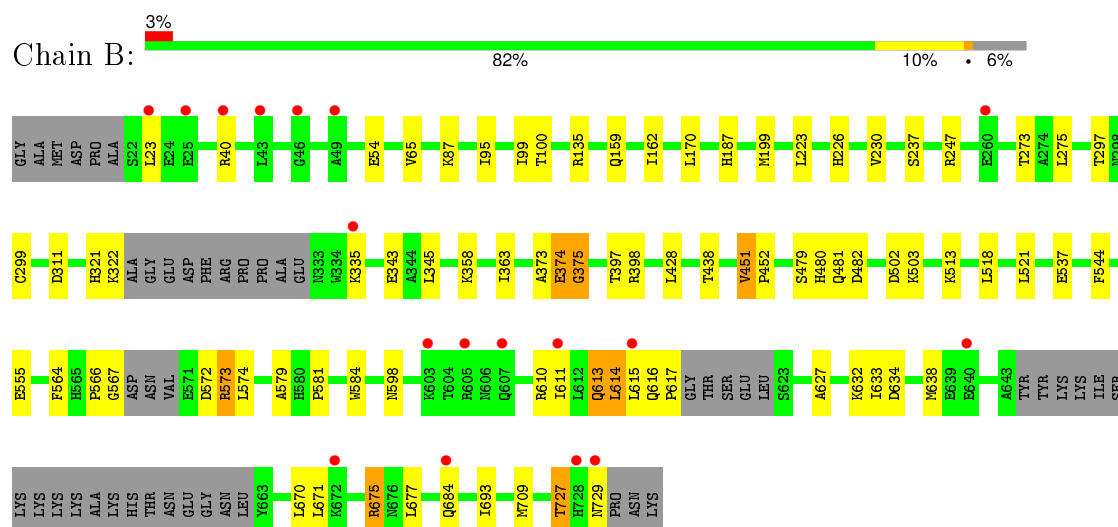 3%
Chain B:
82% 10% • 6%
GLY ALA MET ASP PRO ALA S22 L23 E24 E25 R40 L43 G46 A49 E54 V65 K87 I95 I99 T100 R135 Q159 I162 L170 H187 M199 L223 H226 V230 S237 R247 E260 T273 A274 L275 T297 N298
C299 D311 H321 K322 ALA GLY GLU ASP PHE ARG PRO PRO ALA GLU N333 W334 K335 E343 A344 L345 K358 I363 A373 E374 G375 T397 R398 L428 T438 V451 P452 S479 H480 Q481 D482 D502 K503 K513 L518 L521 E537 F544
E555 F564 H565 P566 G567 ASP ASN VAL E571 D572 R573 L574 A579 H580 P581 W584 N598 K603 T604 R605 N606 Q607 R610 I611 L612 Q613 L614 L615 Q616 P617 GLY THR SER GLU LEU S623 A627 K632 I633 D634 M638 E639 E640 A643 TYR TYR LYS LYS ILE SER
LYS LYS LYS LYS ALA LYS HIS THR ASN GLU GLY ASN LEU Y663 L670 L671 K672 R675 N676 L677 Q684 I693 M709 T727 H728 N729 PRO ASN LYS